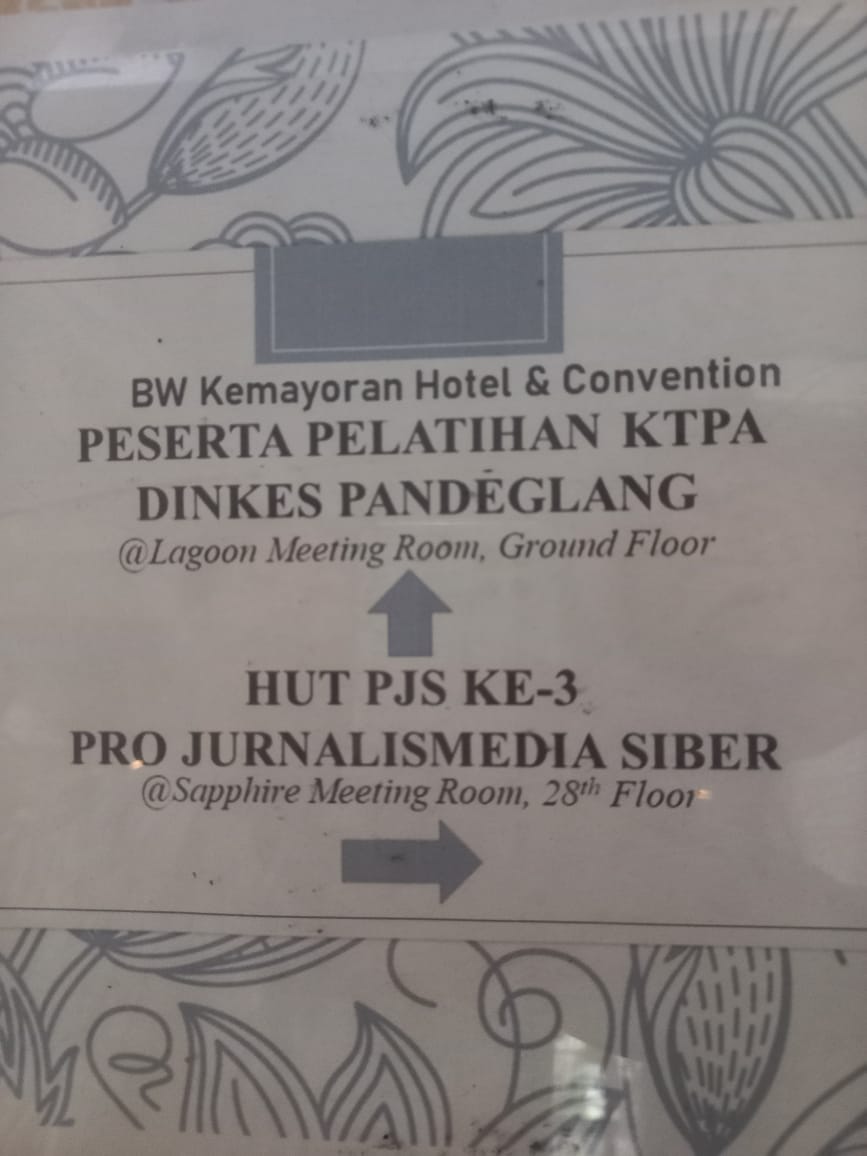 BW Kemayoran Hotel & Convention
PESERTA PELATIHAN KTPA
DINKES PANDEGLANG
@Lagoon Meeting Room, Ground Floor
HUT PJS KE-3
PRO JURNALISMEDIA SIBER
@Sapphire Meeting Room, 28th Floor